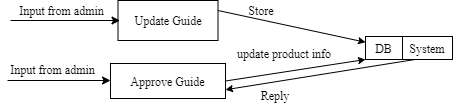 Input from admin
Update Guide
Store
DB
System
update product info
Input from admin
Approve Guide
Reply